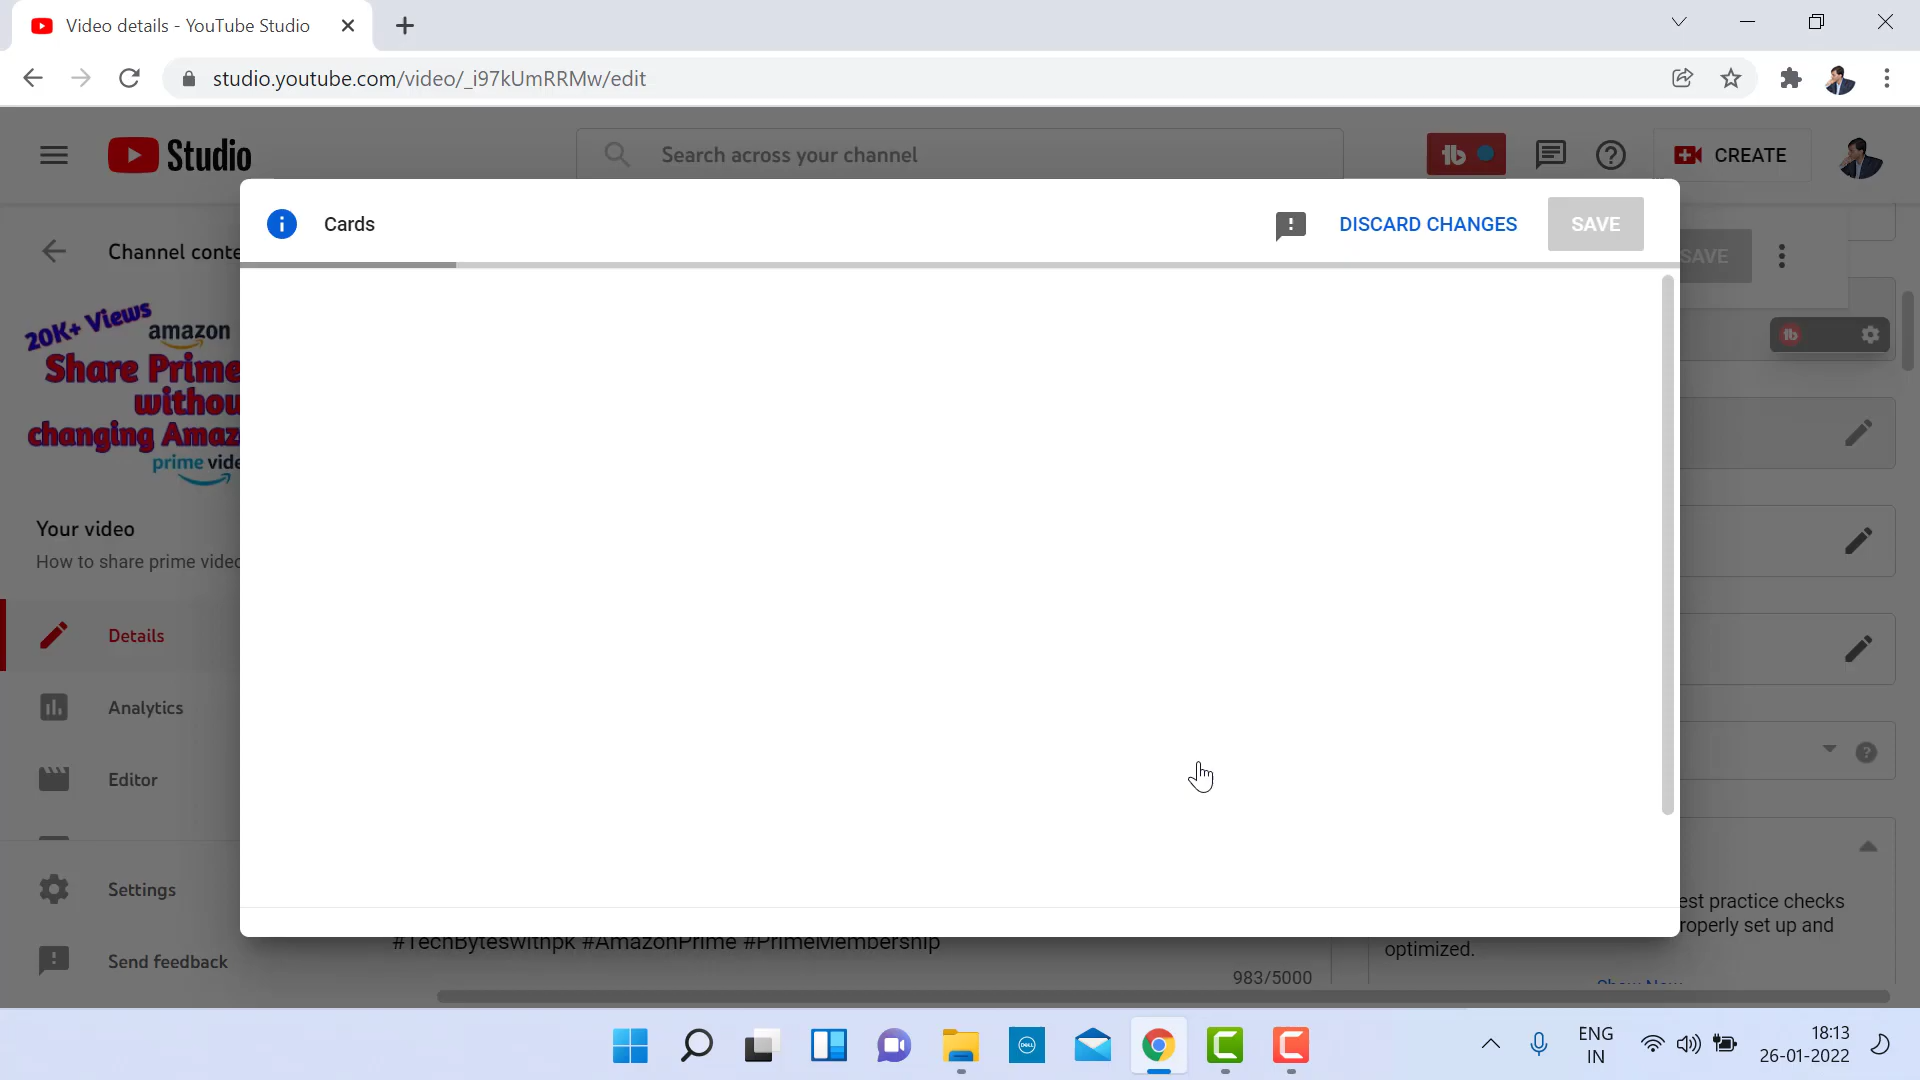 Video details - YouTube Studio
studio.youtube.com/video/_i97kUmRRMw/edit
Studio
Search across your channel
CREATE
Channel conte
Cards
DISCARD CHANGES
SAVE
SAVE
20K+ Views
amazon
Share Prime
withou
changing Amaz
prime vide
Your video
How to share prime video
Details
Analytics
Editor
Settings
Send feedback
est practice checks
roperly set up and
optimized.
#TechByteswithpk #AmazonPrime #PrimeMembership
983/5000
DELL
ENG
IN
18:13
26-01-2022